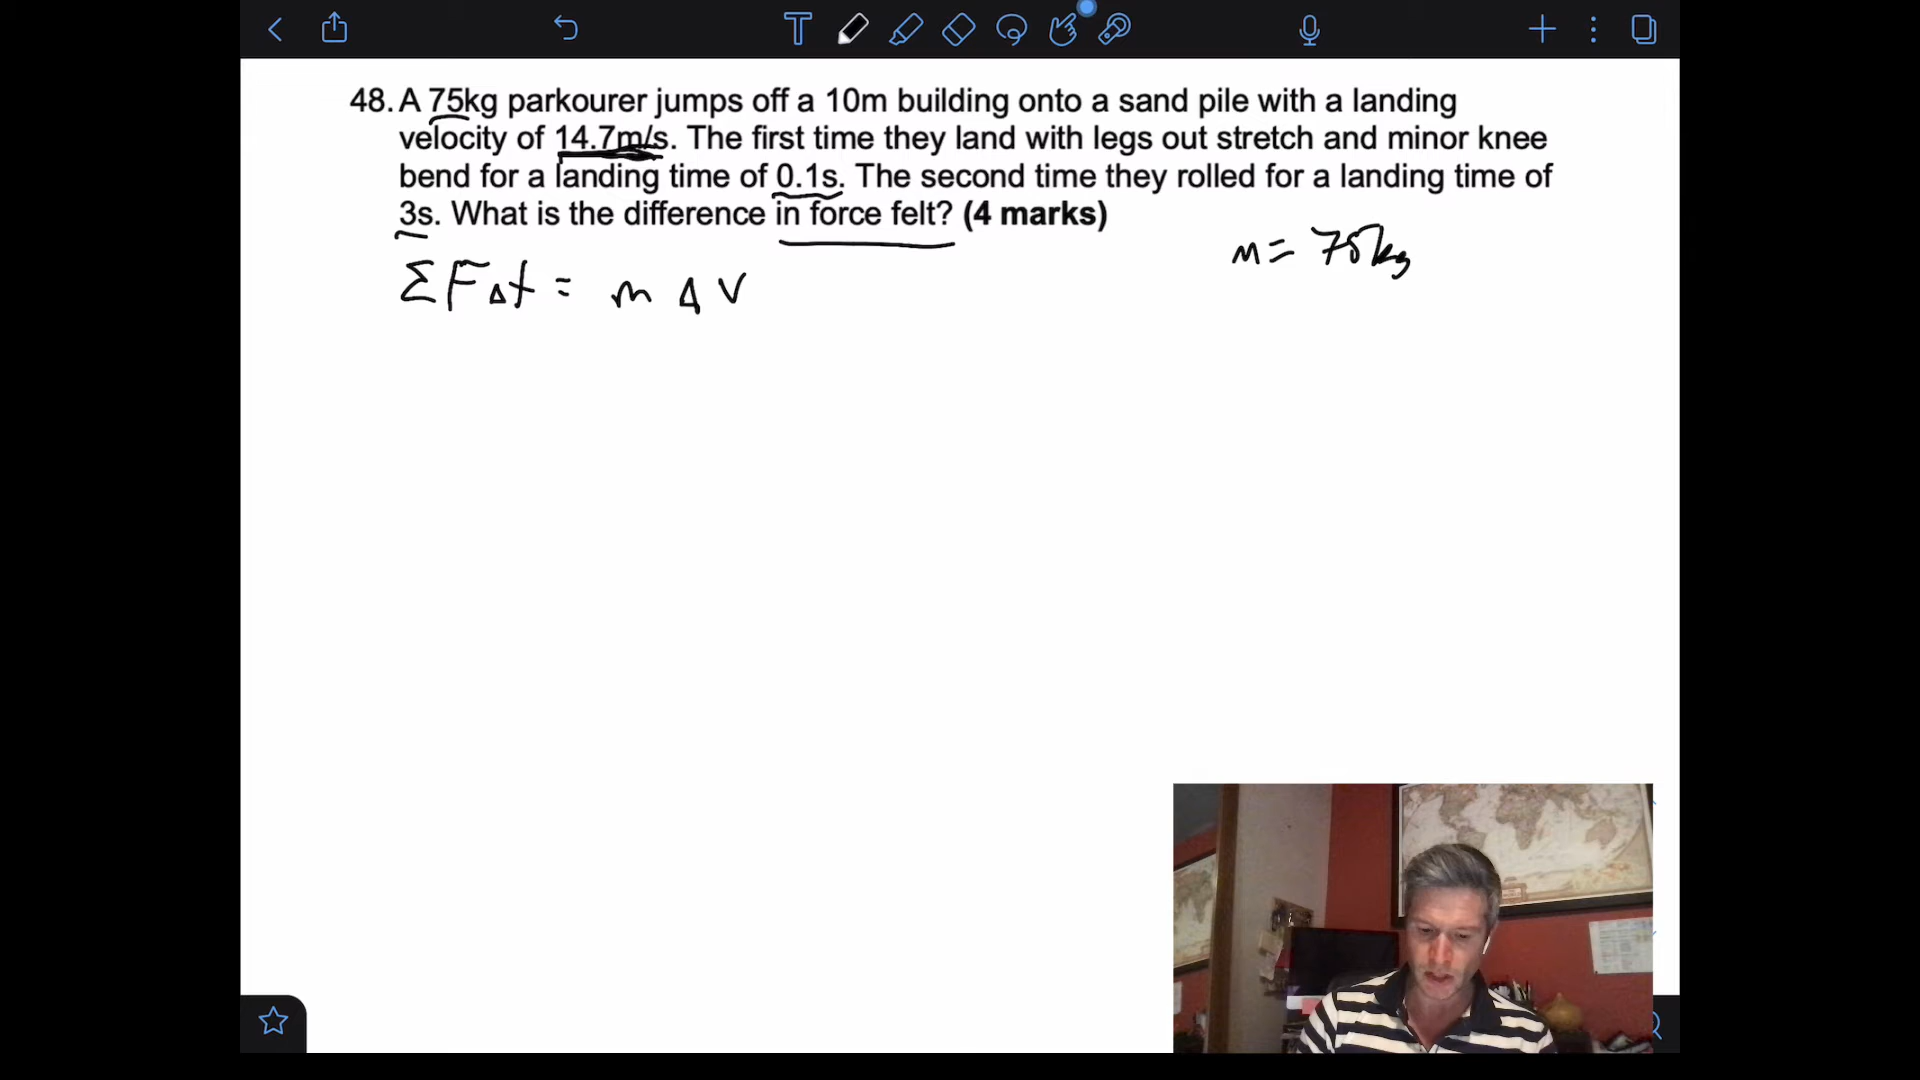 48. A 75kg parkourer jumps off a 10m building onto a sand pile with a landing
velocity of 14.7m/s. The first time they land with legs out stretch and minor knee
bend for a landing time of 0.1s. The second time they rolled for a landing time of
3s. What is the difference in force felt? (4 marks)
m = 75kg
ΣFΔt = mΔv